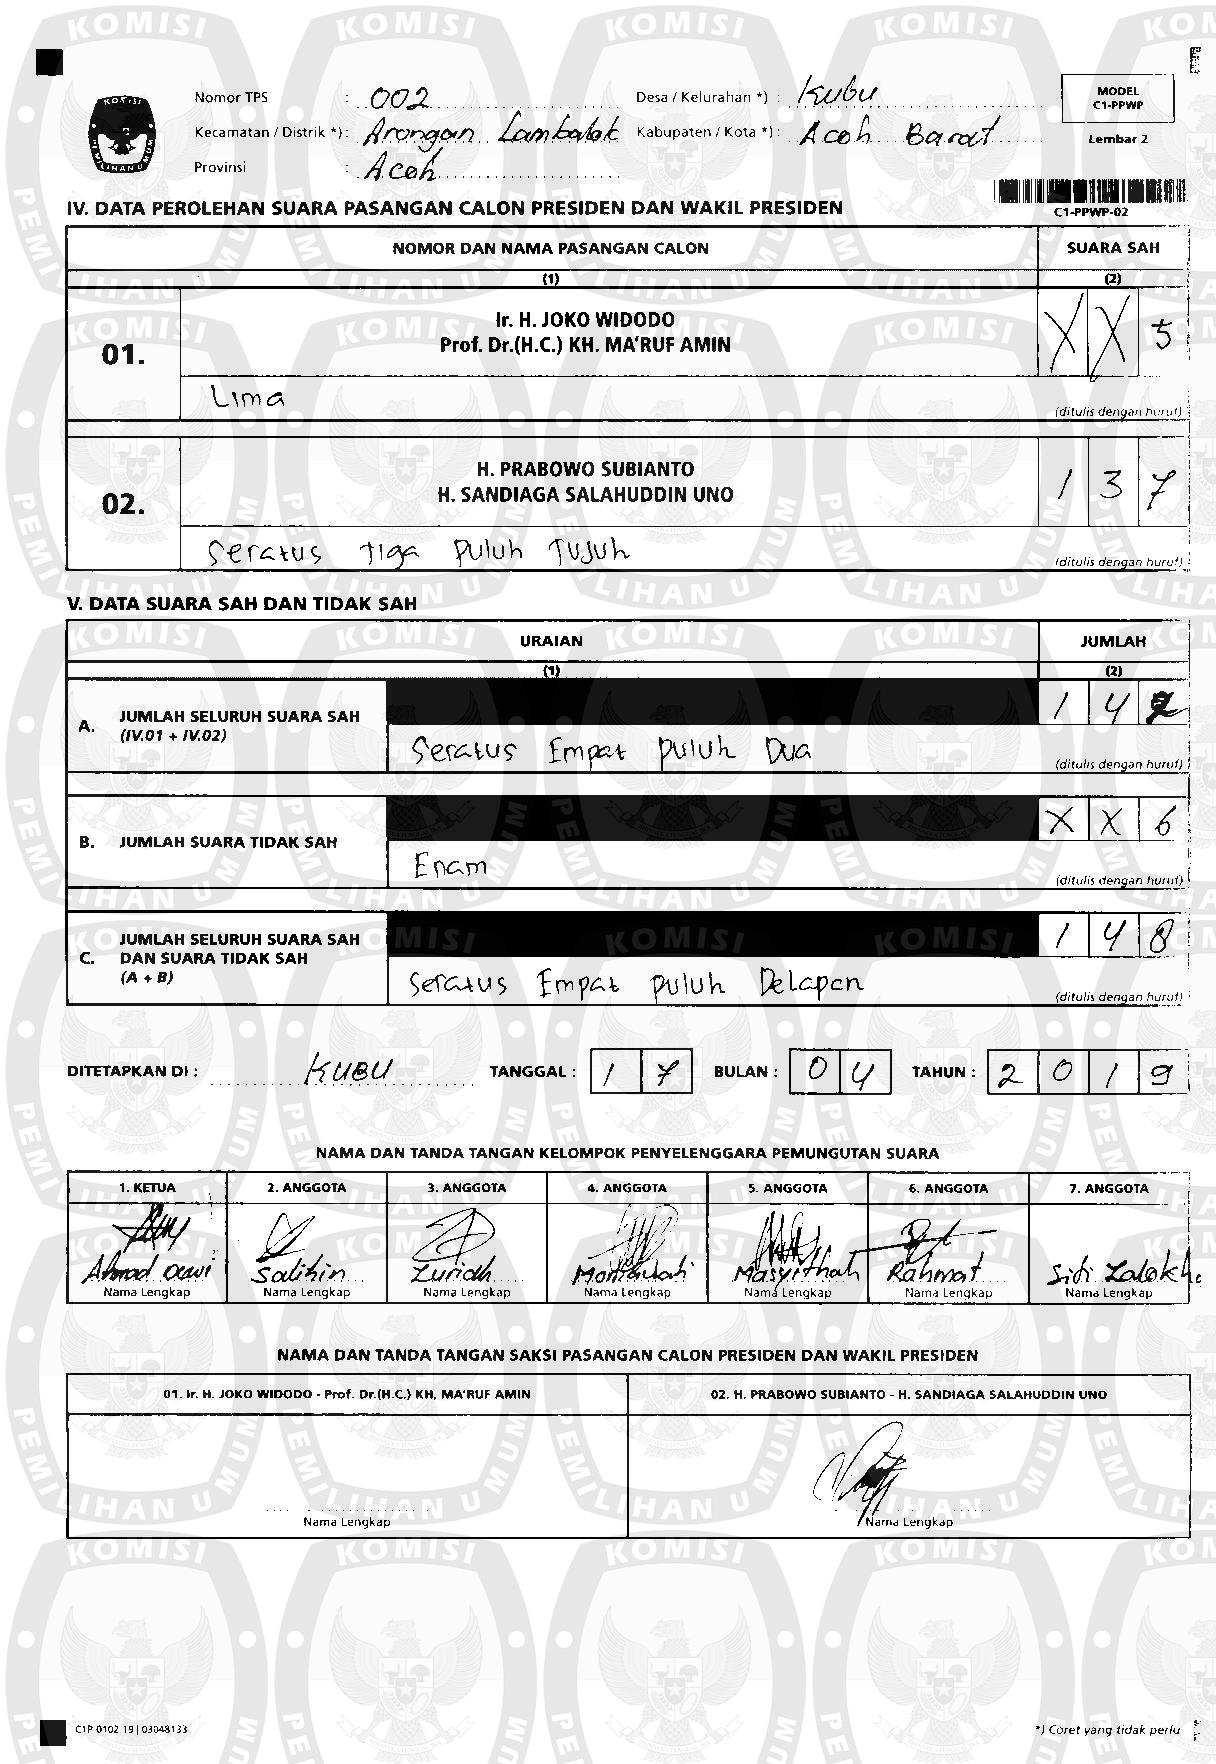 Nomor TPS : 002 Desa / Kelurahan *) : Kubu MODEL
C1-PPWP
Kecamatan / Distrik *) : Arongan Lambalek Kabupaten / Kota *) : Aceh Barat Lembar 2
Provinsi : Aceh
IV. DATA PEROLEHAN SUARA PASANGAN CALON PRESIDEN DAN WAKIL PRESIDEN C1-PPWP-02
NOMOR DAN NAMA PASANGAN CALON SUARA SAH
(1) (2)
01. Ir. H. JOKO WIDODO
Prof. Dr.(H.C.) KH. MA'RUF AMIN X X 5
Lima (ditulis dengan huruf)
02. H. PRABOWO SUBIANTO
H. SANDIAGA SALAHUDDIN UNO 1 3 7
Seratus Tiga Puluh Tujuh (ditulis dengan huruf)
V. DATA SUARA SAH DAN TIDAK SAH
URAIAN JUMLAH
(1) (2)
A. JUMLAH SELURUH SUARA SAH
(IV.01 + IV.02) 1 4 2
Seratus Empat Puluh Dua (ditulis dengan huruf)
B. JUMLAH SUARA TIDAK SAH X X 6
Enam (ditulis dengan huruf)
C. JUMLAH SELURUH SUARA SAH
DAN SUARA TIDAK SAH
(A + B) 1 4 8
Seratus Empat puluh Delapan (ditulis dengan huruf)
DITETAPKAN DI : KUBU TANGGAL : 1 7 BULAN : 0 4 TAHUN : 2 0 1 9
NAMA DAN TANDA TANGAN KELOMPOK PENYELENGGARA PEMUNGUTAN SUARA
1. KETUA 2. ANGGOTA 3. ANGGOTA 4. ANGGOTA 5. ANGGOTA 6. ANGGOTA 7. ANGGOTA
Ahmad Salihin Zuridah Masyithah Rahmat Siti
Nama Lengkap Nama Lengkap Nama Lengkap Nama Lengkap Nama Lengkap Nama Lengkap Nama Lengkap
NAMA DAN TANDA TANGAN SAKSI PASANGAN CALON PRESIDEN DAN WAKIL PRESIDEN
01. Ir. H. JOKO WIDODO - Prof. Dr.(H.C.) KH. MA'RUF AMIN 02. H. PRABOWO SUBIANTO - H. SANDIAGA SALAHUDDIN UNO
Nama Lengkap Nama Lengkap
C1P 0102 19 | 03048133 *) Coret yang tidak perlu